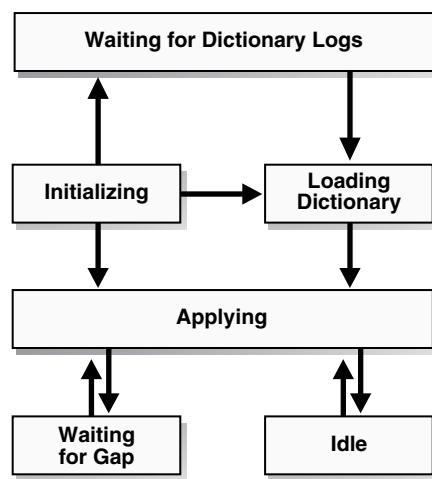 Waiting for Dictionary Logs
Initializing
Loading
Dictionary
Applying
Waiting
for Gap
Idle